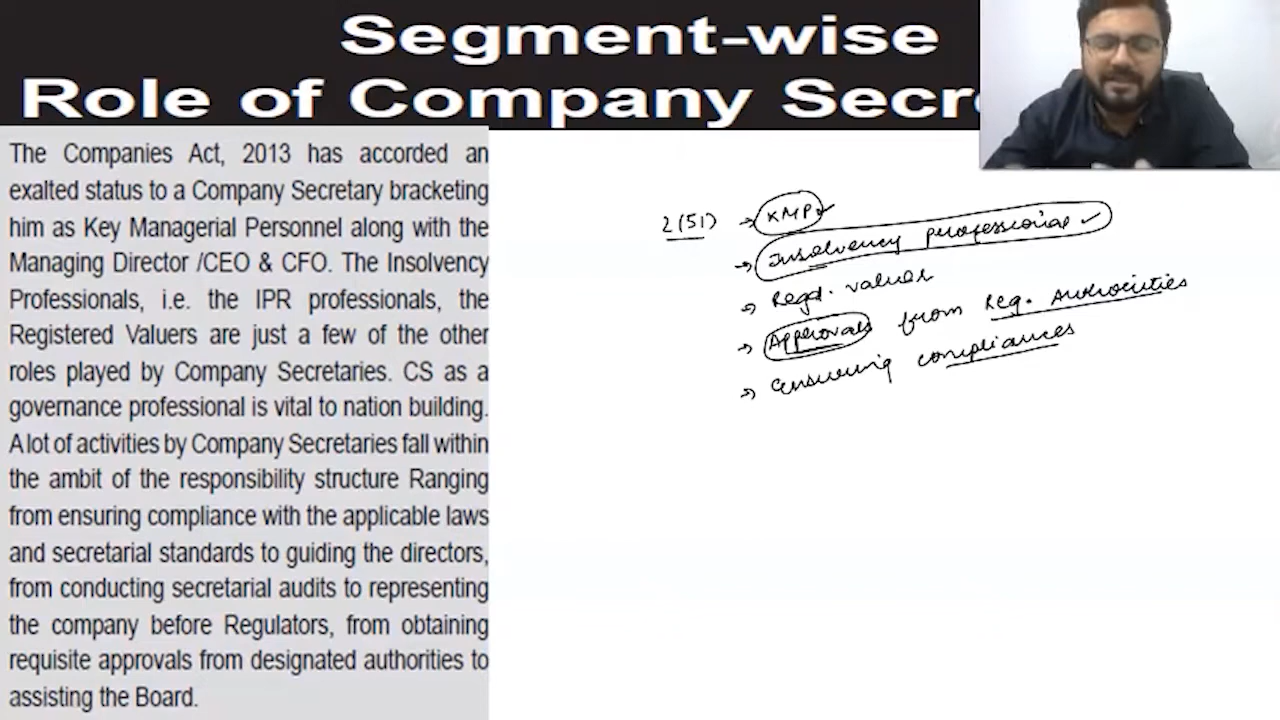 Segment-wise
Role of Company Secr
The Companies Act, 2013 has accorded an
exalted status to a Company Secretary bracketing
him as Key Managerial Personnel along with the
Managing Director /CEO & CFO. The Insolvency
Professionals, i.e. the IPR professionals, the
Registered Valuers are just a few of the other
roles played by Company Secretaries. CS as a
governance professional is vital to nation building.
A lot of activities by Company Secretaries fall within
the ambit of the responsibility structure Ranging
from ensuring compliance with the applicable laws
and secretarial standards to guiding the directors,
from conducting secretarial audits to representing
the company before Regulators, from obtaining
requisite approvals from designated authorities to
assisting the Board.
2(51) → KMP ✓
→ Insolvency professional ✓
→ Regd. valuer
→ Approvals from Reg. Authorities
→ ensuring compliances